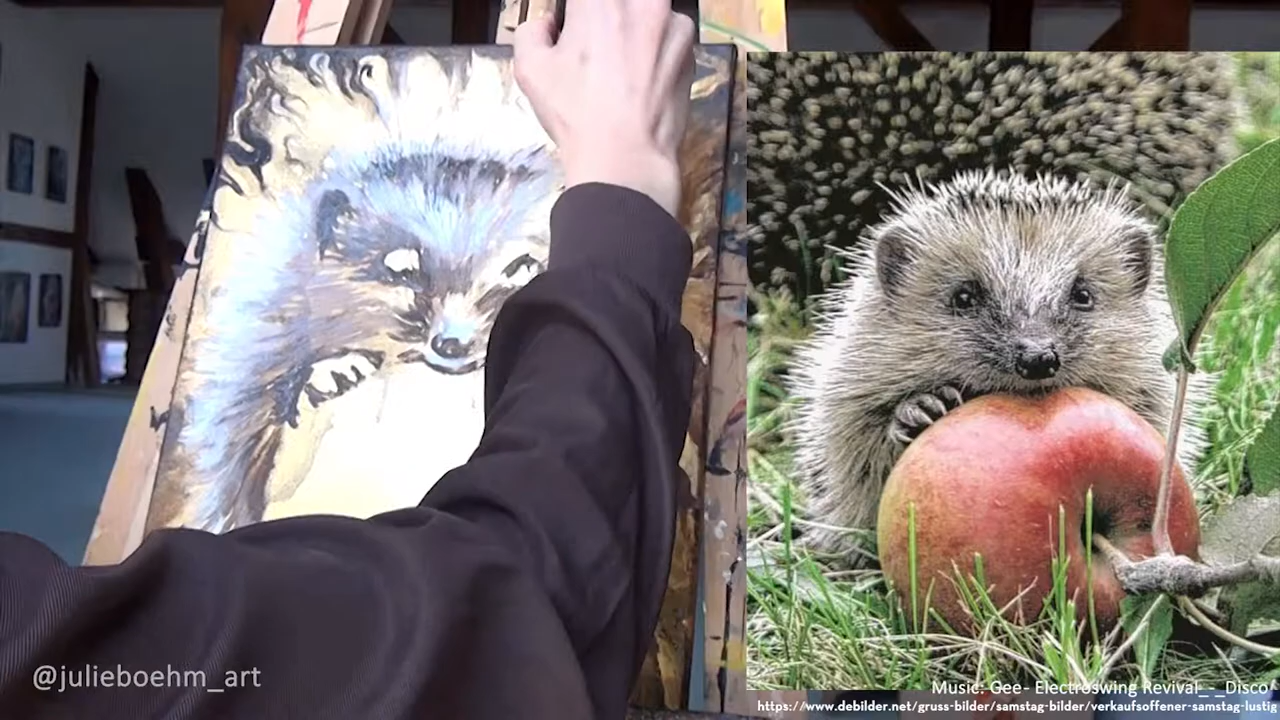 @julieboehm_art
Music: Gee- Electroswing Revival_-_Disco
https://www.debilder.net/gruss-bilder/samstag-bilder/verkaufsoffener-samstag-lustig